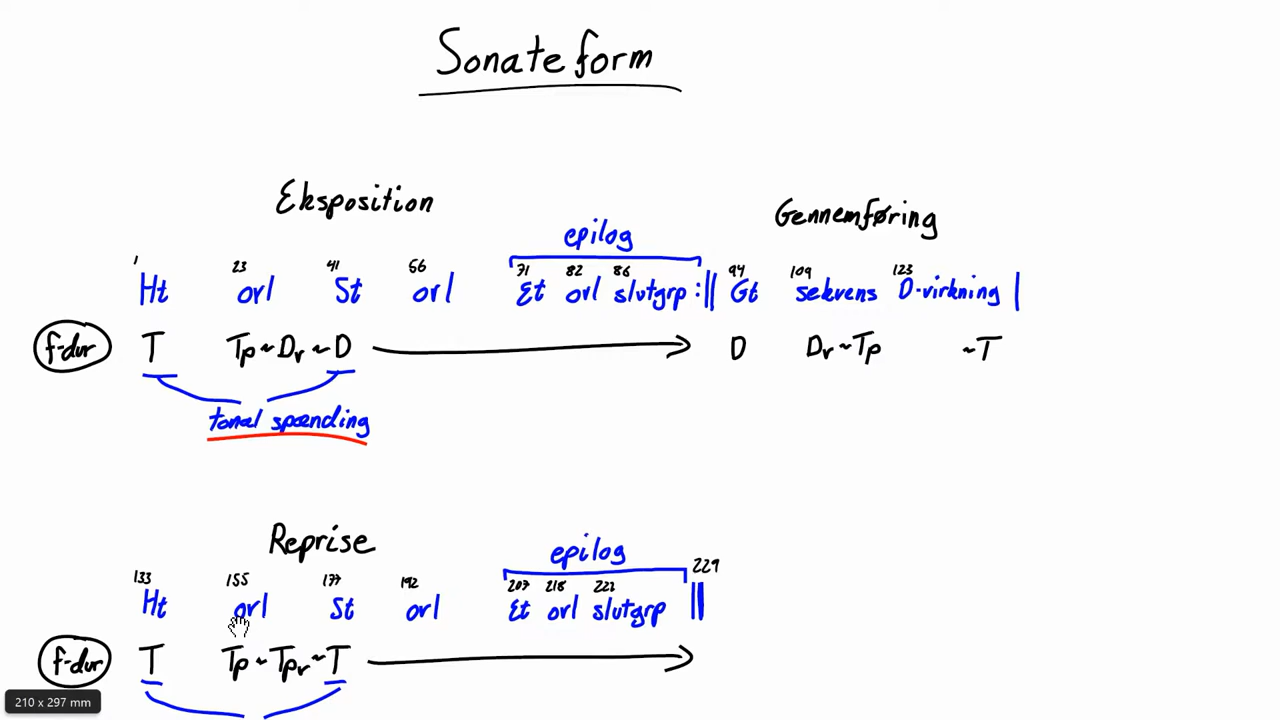 Sonateform
Eksposition
Gennemføring
epilog
1 23 41 56 71 82 86 94 109 123
Ht orl St orl Et orl slutgrp :|| Gt sekvens D-virkning |
f-dur T Tp ~ Dr ~ D D Dr ~ Tp ~T
tonal spænding
Reprise
epilog
133 155 177 192 207 218 222 229
Ht orl St orl Et orl slutgrp ||
f-dur T Tp ~ Tpr ~ T
210 x 297 mm